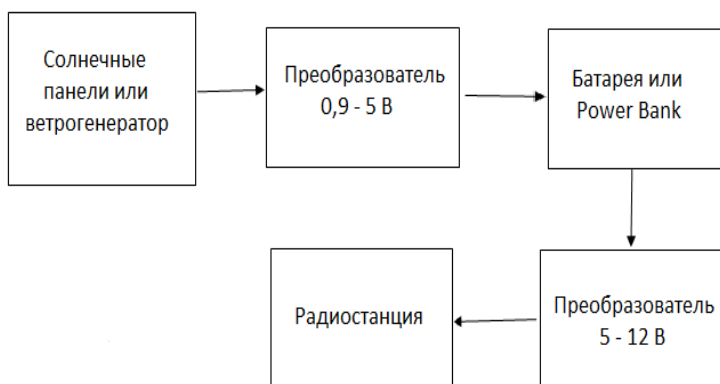 Солнечные
панели или
ветрогенератор
Преобразователь
0,9 - 5 В
Батарея или
Power Bank
Преобразователь
5 - 12 В
Радиостанция